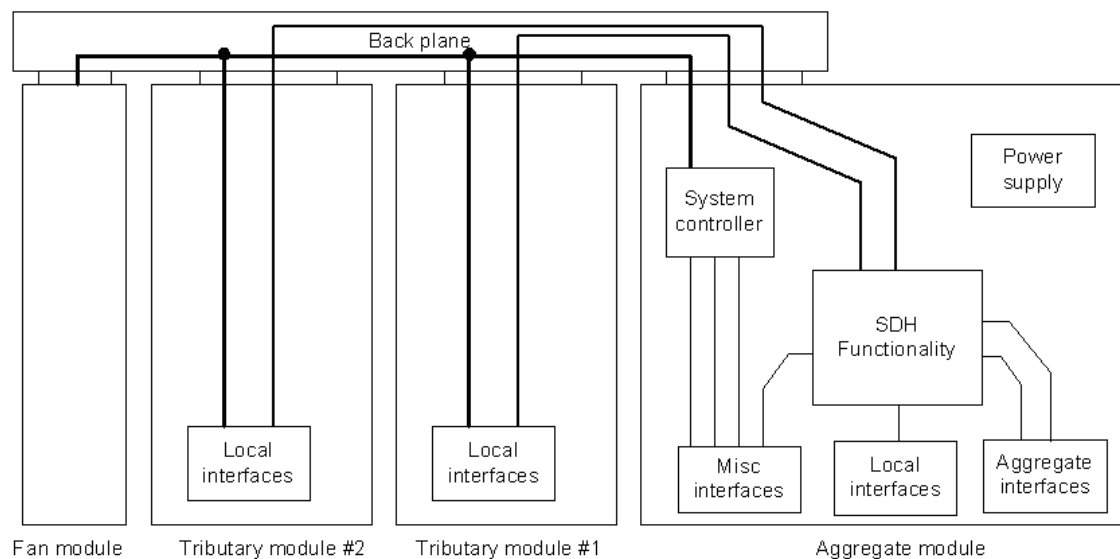 Back plane
Power
supply
System
controller
SDH
Functionality
Local
interfaces
Local
interfaces
Misc
interfaces
Local
interfaces
Aggregate
interfaces
Fan module
Tributary module #2
Tributary module #1
Aggregate module